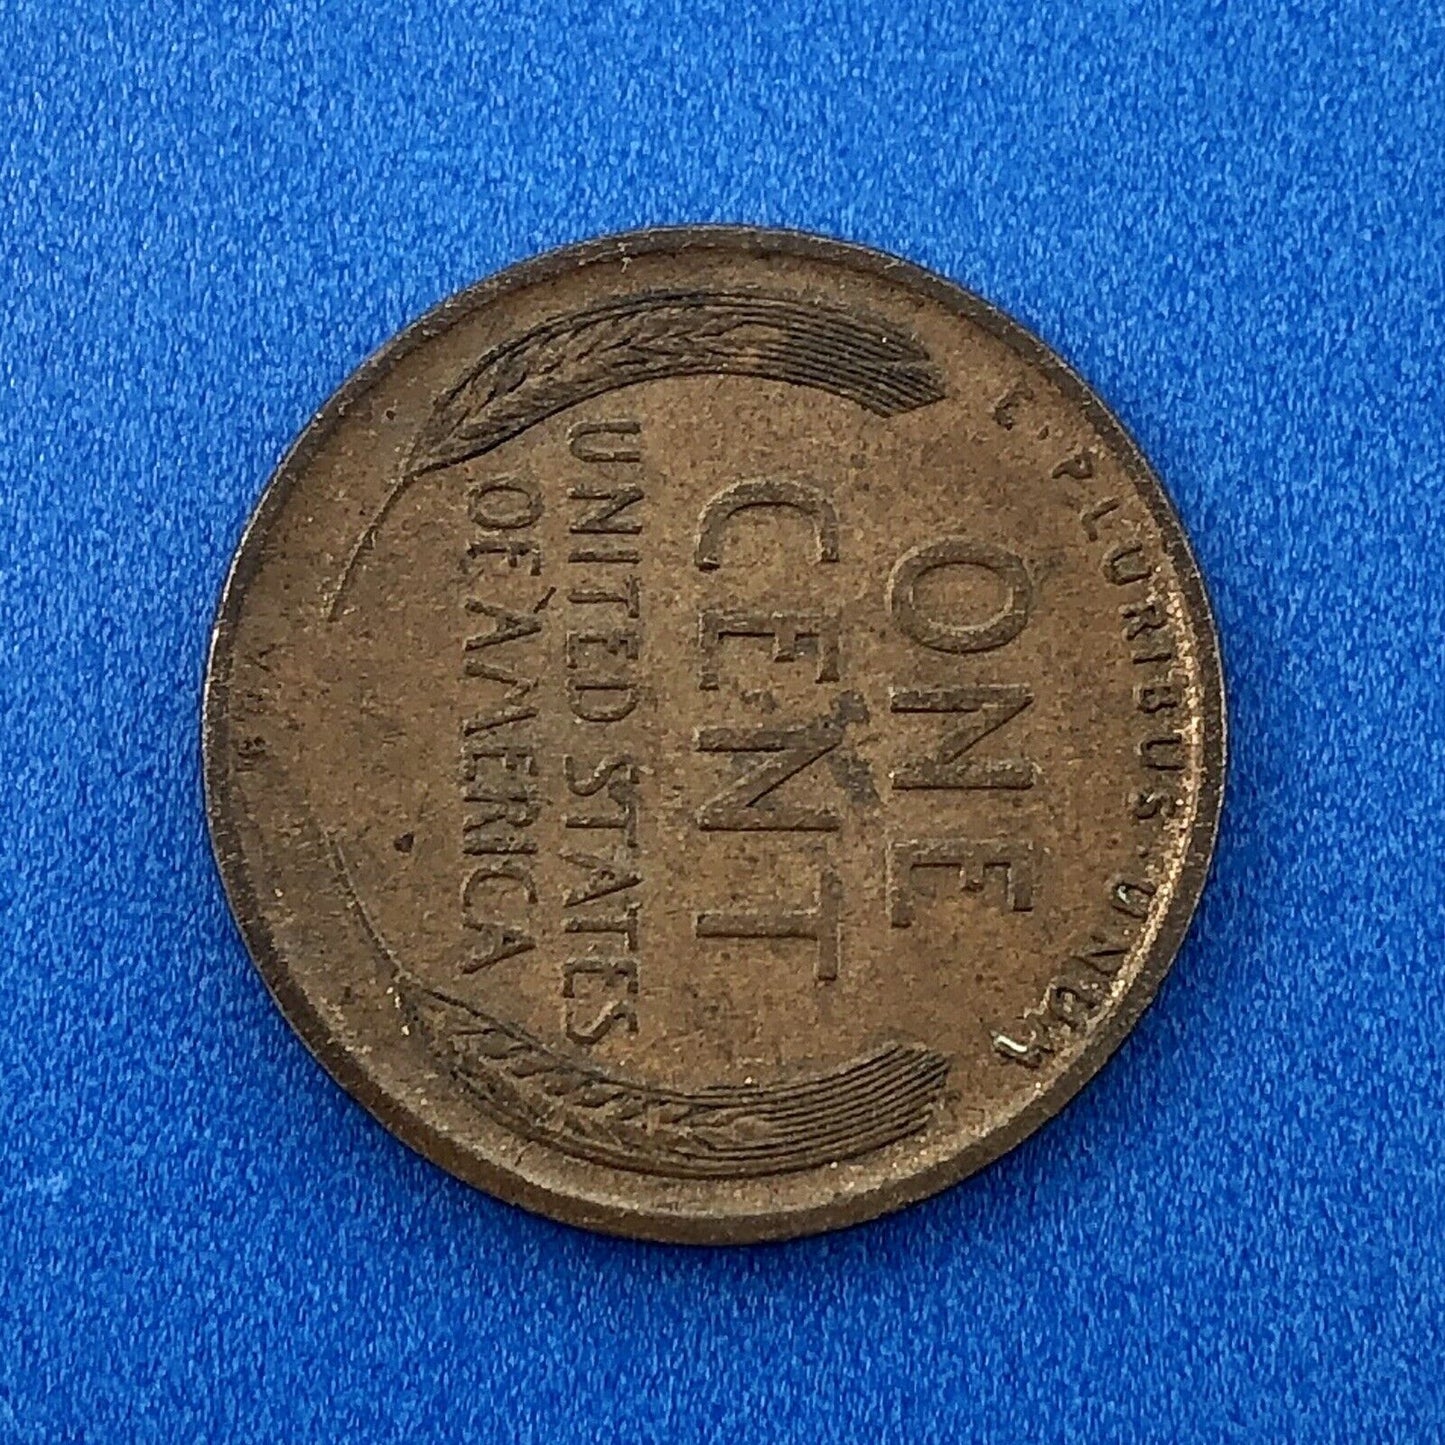 E · PLURIBUS · UNUM
ONE
CENT
UNITED STATES
OF AMERICA
V.D.B.